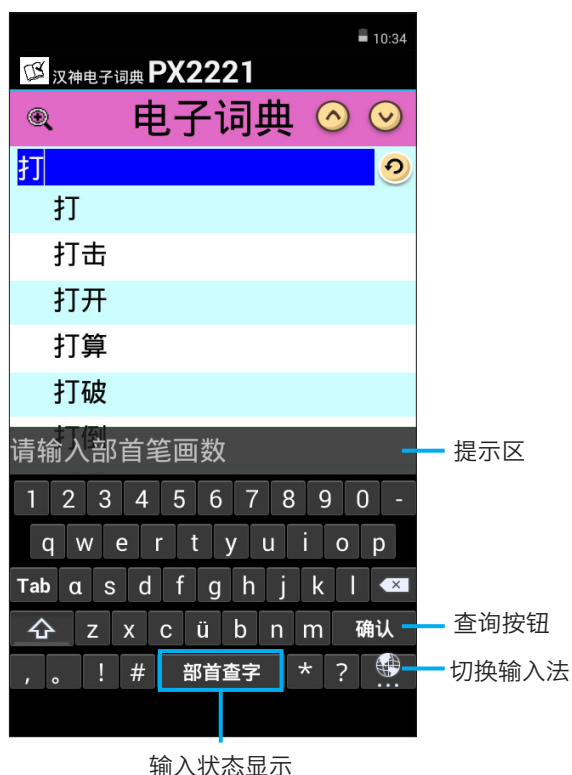 10:34
汉神电子词典 PX2221
电子词典
打
打
打击
打开
打算
打破
打倒
请输入部首笔画数
提示区
1 2 3 4 5 6 7 8 9 0 -
q w e r t y u i o p
Tab ɑ s d f g h j k l
z x c ü b n m 确认
查询按钮
, 。 ! # 部首查字 * ? ...
切换输入法
输入状态显示